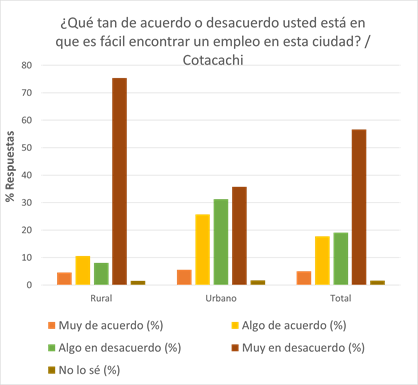 ¿Qué tan de acuerdo o desacuerdo usted está en
que es fácil encontrar un empleo en esta ciudad? /
Cotacachi
% Respuestas
80
70
60
50
40
30
20
10
0
Rural Urbano Total
Muy de acuerdo (%) Algo de acuerdo (%)
Algo en desacuerdo (%) Muy en desacuerdo (%)
No lo sé (%)